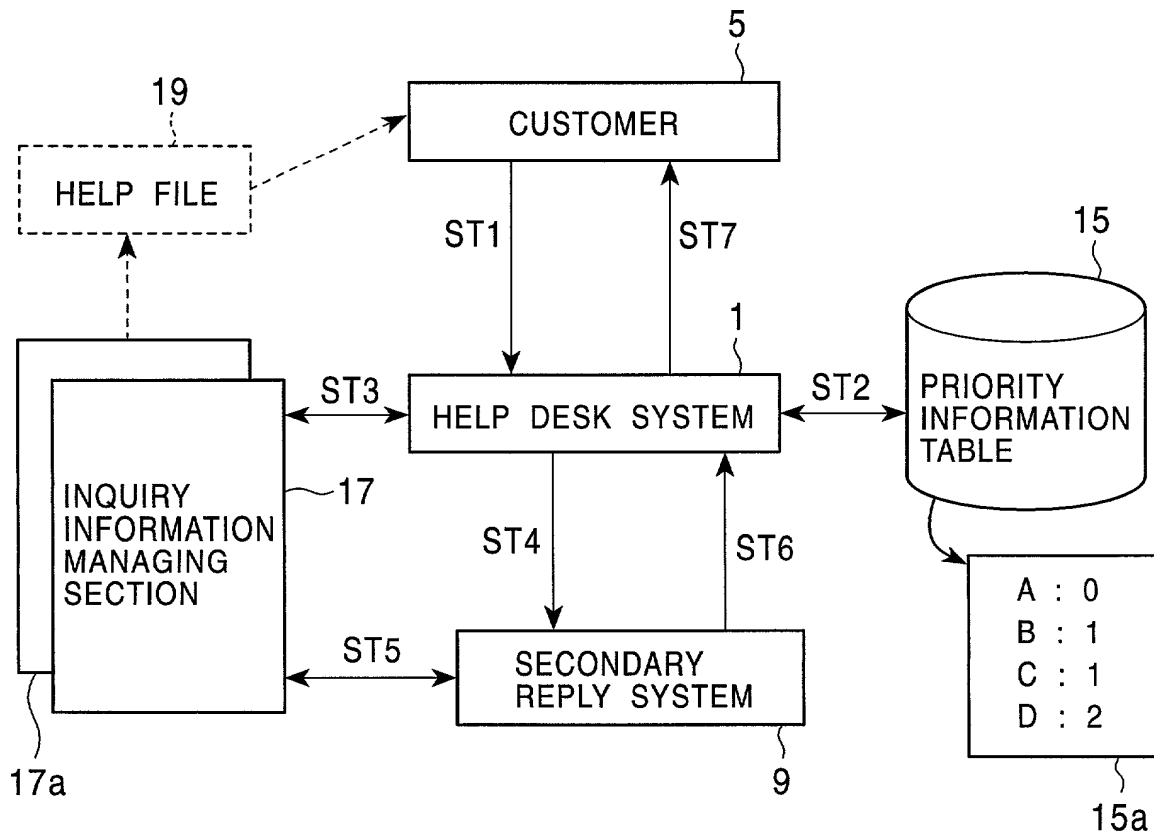 5
19
CUSTOMER
HELP FILE
ST1
ST7
15
1
ST3
HELP DESK SYSTEM
ST2
PRIORITY
INFORMATION
TABLE
INQUIRY
INFORMATION
MANAGING
SECTION
17
ST4
ST6
A : 0
B : 1
C : 1
D : 2
ST5
SECONDARY
REPLY SYSTEM
17a
9
15a